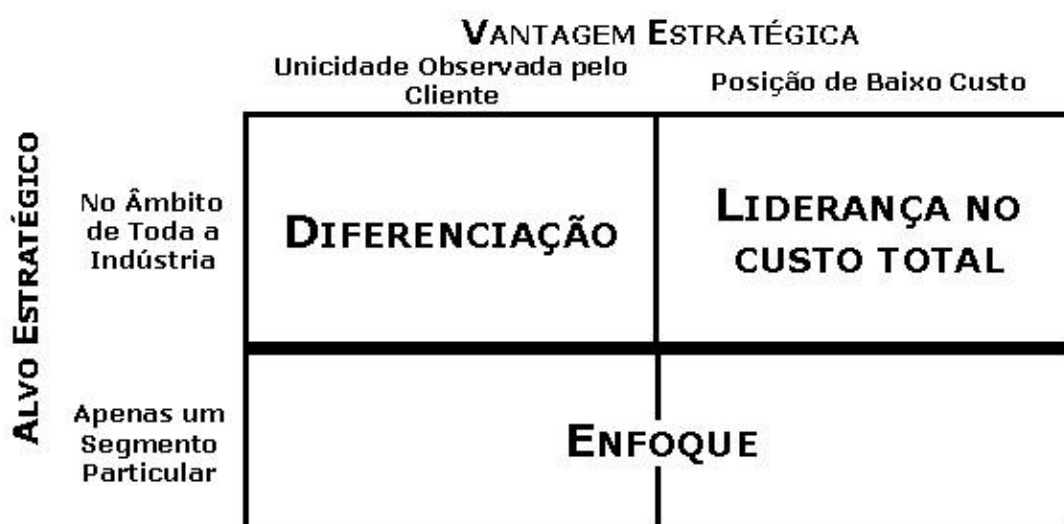 VANTAGEM ESTRATÉGICA
Unicidade Observada pelo
Cliente
Posição de Baixo Custo
ALVO ESTRATÉGICO
No Âmbito
de Toda a
Indústria
DIFERENCIAÇÃO
LIDERANÇA NO
CUSTO TOTAL
Apenas um
Segmento
Particular
ENFOQUE